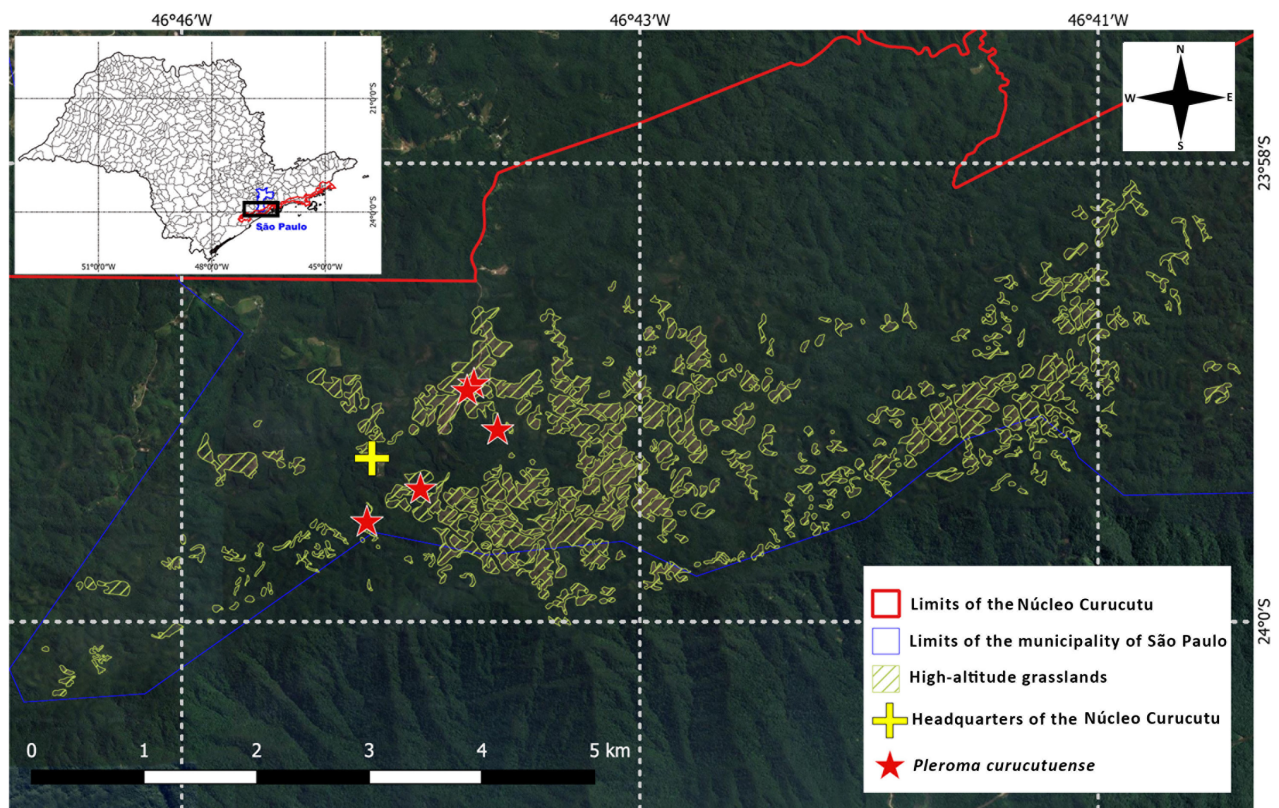 46°46'W 46°43'W 46°41'W
N
W E
S
21°0'0"S
24°0'0"S
São Paulo
51°0'0"W 48°0'0"W 45°0'0"W
23°58'S
24°0'S
Limits of the Núcleo Curucutu
Limits of the municipality of São Paulo
High-altitude grasslands
Headquarters of the Núcleo Curucutu
Pleroma curucutuense
0 1 2 3 4 5 km